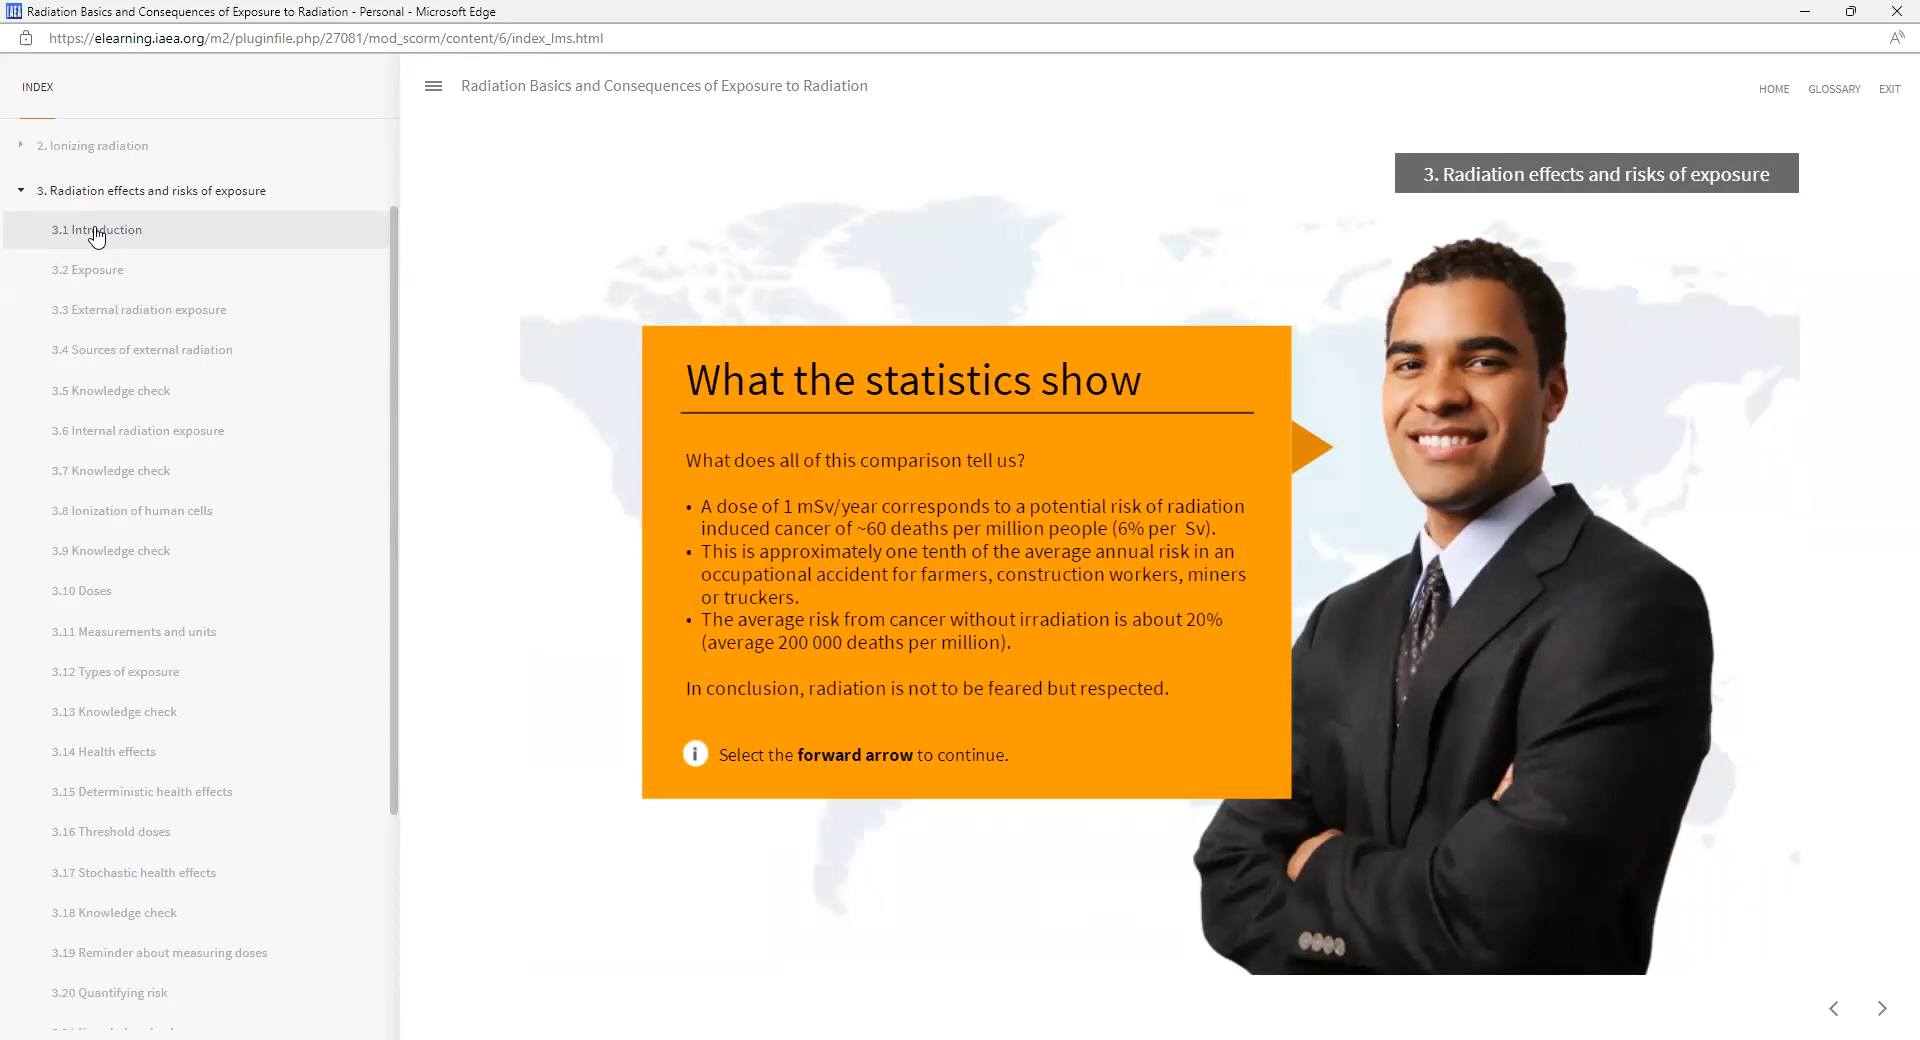 Radiation Basics and Consequences of Exposure to Radiation - Personal - Microsoft Edge
https://elearning.iaea.org/m2/pluginfile.php/27081/mod_scorm/content/6/index_lms.html
INDEX
2. Ionizing radiation
3. Radiation effects and risks of exposure
3.1 Introduction
3.2 Exposure
3.3 External radiation exposure
3.4 Sources of external radiation
3.5 Knowledge check
3.6 Internal radiation exposure
3.7 Knowledge check
3.8 Ionization of human cells
3.9 Knowledge check
3.10 Doses
3.11 Measurements and units
3.12 Types of exposure
3.13 Knowledge check
3.14 Health effects
3.15 Deterministic health effects
3.16 Threshold doses
3.17 Stochastic health effects
3.18 Knowledge check
3.19 Reminder about measuring doses
3.20 Quantifying risk
Radiation Basics and Consequences of Exposure to Radiation
HOME GLOSSARY EXIT
3. Radiation effects and risks of exposure
What the statistics show
What does all of this comparison tell us?
• A dose of 1 mSv/year corresponds to a potential risk of radiation
induced cancer of ~60 deaths per million people (6% per Sv).
• This is approximately one tenth of the average annual risk in an
occupational accident for farmers, construction workers, miners
or truckers.
• The average risk from cancer without irradiation is about 20%
(average 200 000 deaths per million).
In conclusion, radiation is not to be feared but respected.
i Select the forward arrow to continue.